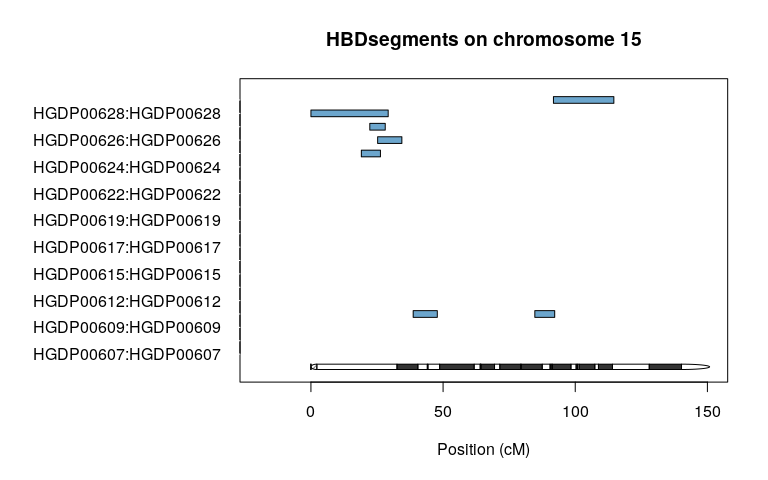 HBDsegments on chromosome 15
HGDP00628:HGDP00628
HGDP00626:HGDP00626
HGDP00624:HGDP00624
HGDP00622:HGDP00622
HGDP00619:HGDP00619
HGDP00617:HGDP00617
HGDP00615:HGDP00615
HGDP00612:HGDP00612
HGDP00609:HGDP00609
HGDP00607:HGDP00607
0 50 100 150
Position (cM)